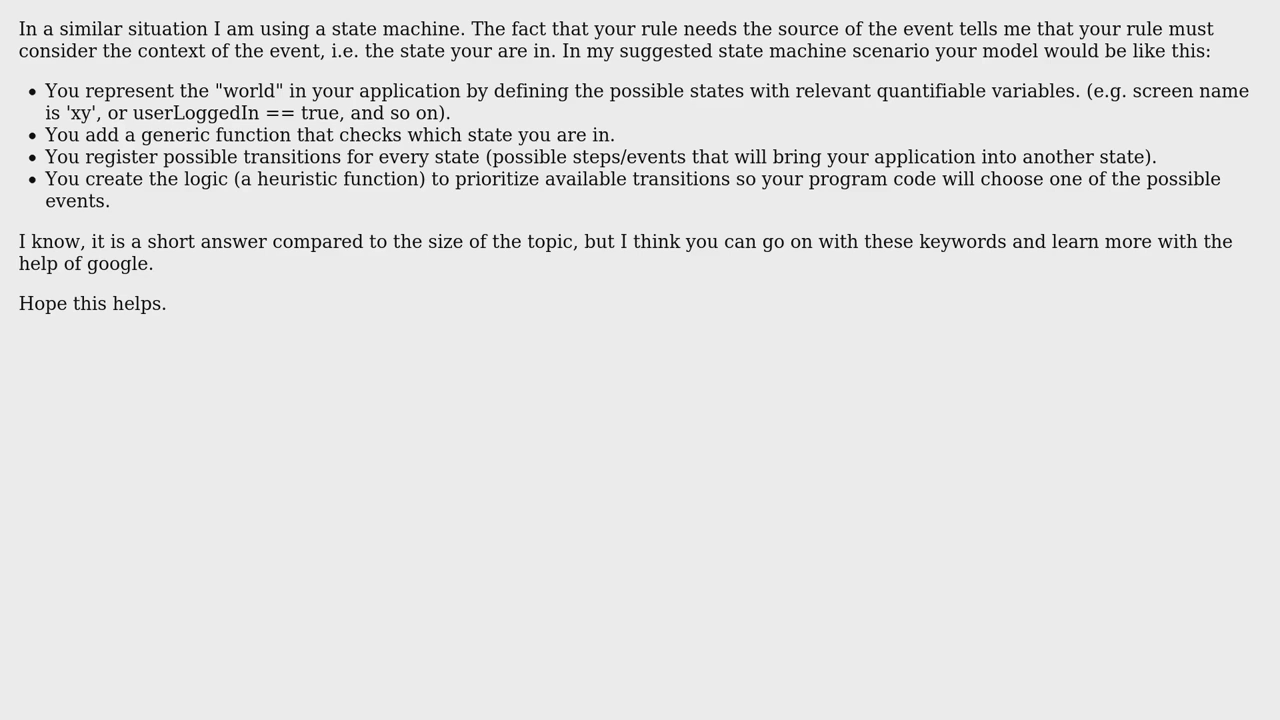 In a similar situation I am using a state machine. The fact that your rule needs the source of the event tells me that your rule must
consider the context of the event, i.e. the state your are in. In my suggested state machine scenario your model would be like this:
• You represent the "world" in your application by defining the possible states with relevant quantifiable variables. (e.g. screen name
is 'xy', or userLoggedIn == true, and so on).
• You add a generic function that checks which state you are in.
• You register possible transitions for every state (possible steps/events that will bring your application into another state).
• You create the logic (a heuristic function) to prioritize available transitions so your program code will choose one of the possible
events.
I know, it is a short answer compared to the size of the topic, but I think you can go on with these keywords and learn more with the
help of google.
Hope this helps.